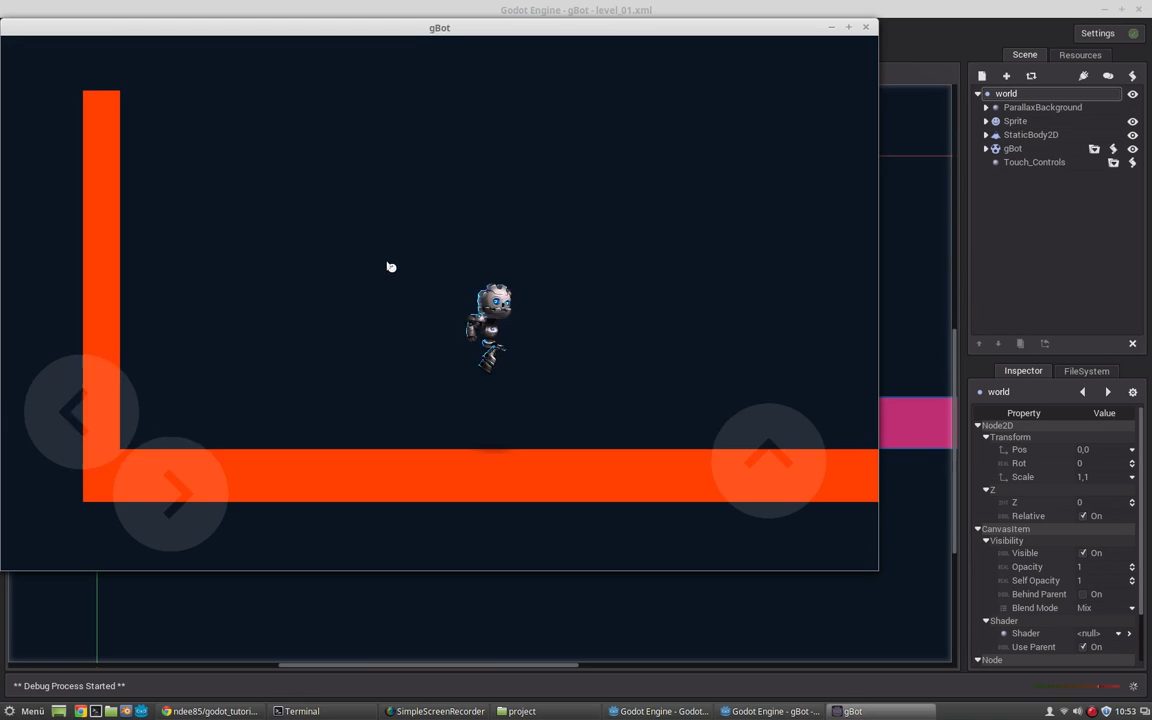 Godot Engine - gBot - level_01.xml
gBot
Settings
Scene
Resources
world
ParallaxBackground
Sprite
StaticBody2D
gBot
Touch_Controls
Inspector
FileSystem
world
Property
Value
Node2D
Transform
Pos
0,0
Rot
0
Scale
1,1
Z
Z
0
Relative
On
CanvasItem
Visibility
Visible
On
Opacity
1
Self Opacity
1
Behind Parent
On
Blend Mode
Mix
Shader
Shader
<null>
Use Parent
On
Node
** Debug Process Started **
Menü
ndee85/godot_tutori...
Terminal
SimpleScreenRecorder
project
Godot Engine - Godot...
Godot Engine - gBot -...
gBot
10:53